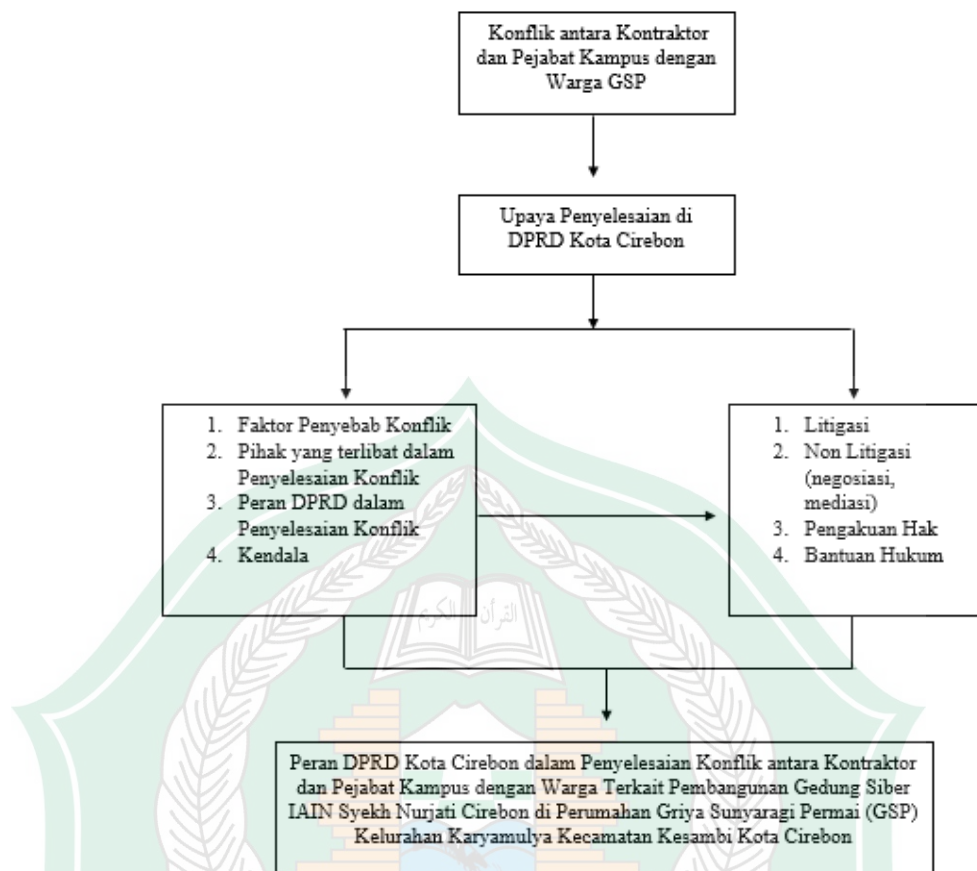 Konflik antara Kontraktor
dan Pejabat Kampus dengan
Warga GSP
Upaya Penyelesaian di
DPRD Kota Cirebon
1. Faktor Penyebab Konflik
2. Pihak yang terlibat dalam
Penyelesaian Konflik
3. Peran DPRD dalam
Penyelesaian Konflik
4. Kendala
1. Litigasi
2. Non Litigasi
(negosiasi,
mediasi)
3. Pengakuan Hak
4. Bantuan Hukum
القرآن الكريم
Peran DPRD Kota Cirebon dalam Penyelesaian Konflik antara Kontraktor
dan Pejabat Kampus dengan Warga Terkait Pembangunan Gedung Siber
IAIN Syekh Nurjati Cirebon di Perumahan Griya Sunyaragi Permai (GSP)
Kelurahan Karyamulya Kecamatan Kesambi Kota Cirebon